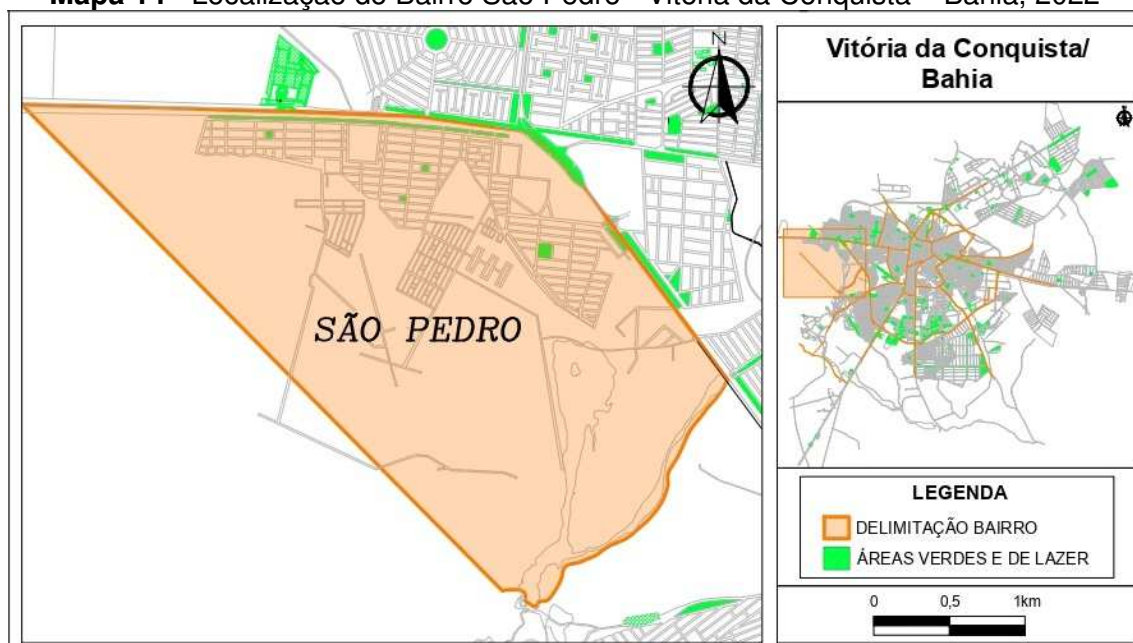 Mapa 14 - Localização do Bairro São Pedro - Vitória da Conquista – Bahia, 2022
N
SÃO PEDRO
Vitória da Conquista/
Bahia
LEGENDA
DELIMITAÇÃO BAIRRO
ÁREAS VERDES E DE LAZER
0 0,5 1km